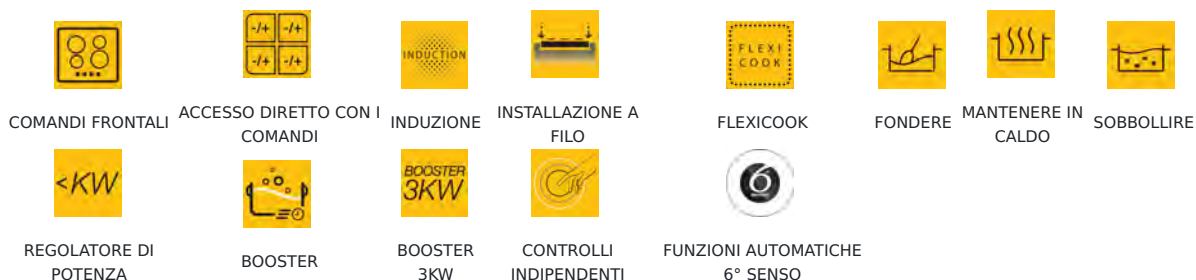 -/+ -/+
-/+ -/+
INDUCTION
FLEXI
COOK
COMANDI FRONTALI
ACCESSO DIRETTO CON I
COMANDI
INDUZIONE
INSTALLAZIONE A
FILO
FLEXICOOK
FONDERE
MANTENERE IN
CALDO
SOBBOLLIRE
<KW
BOOSTER
3KW
6
REGOLATORE DI
POTENZA
BOOSTER
BOOSTER
3KW
CONTROLLI
INDIPENDENTI
FUNZIONI AUTOMATICHE
6° SENSO